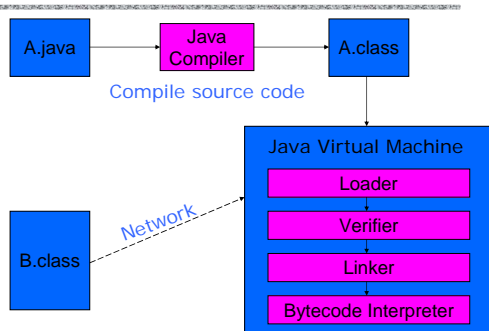 A.java
Java
Compiler
A.class
Compile source code
Java Virtual Machine
Loader
Verifier
Linker
Bytecode Interpreter
Network
B.class